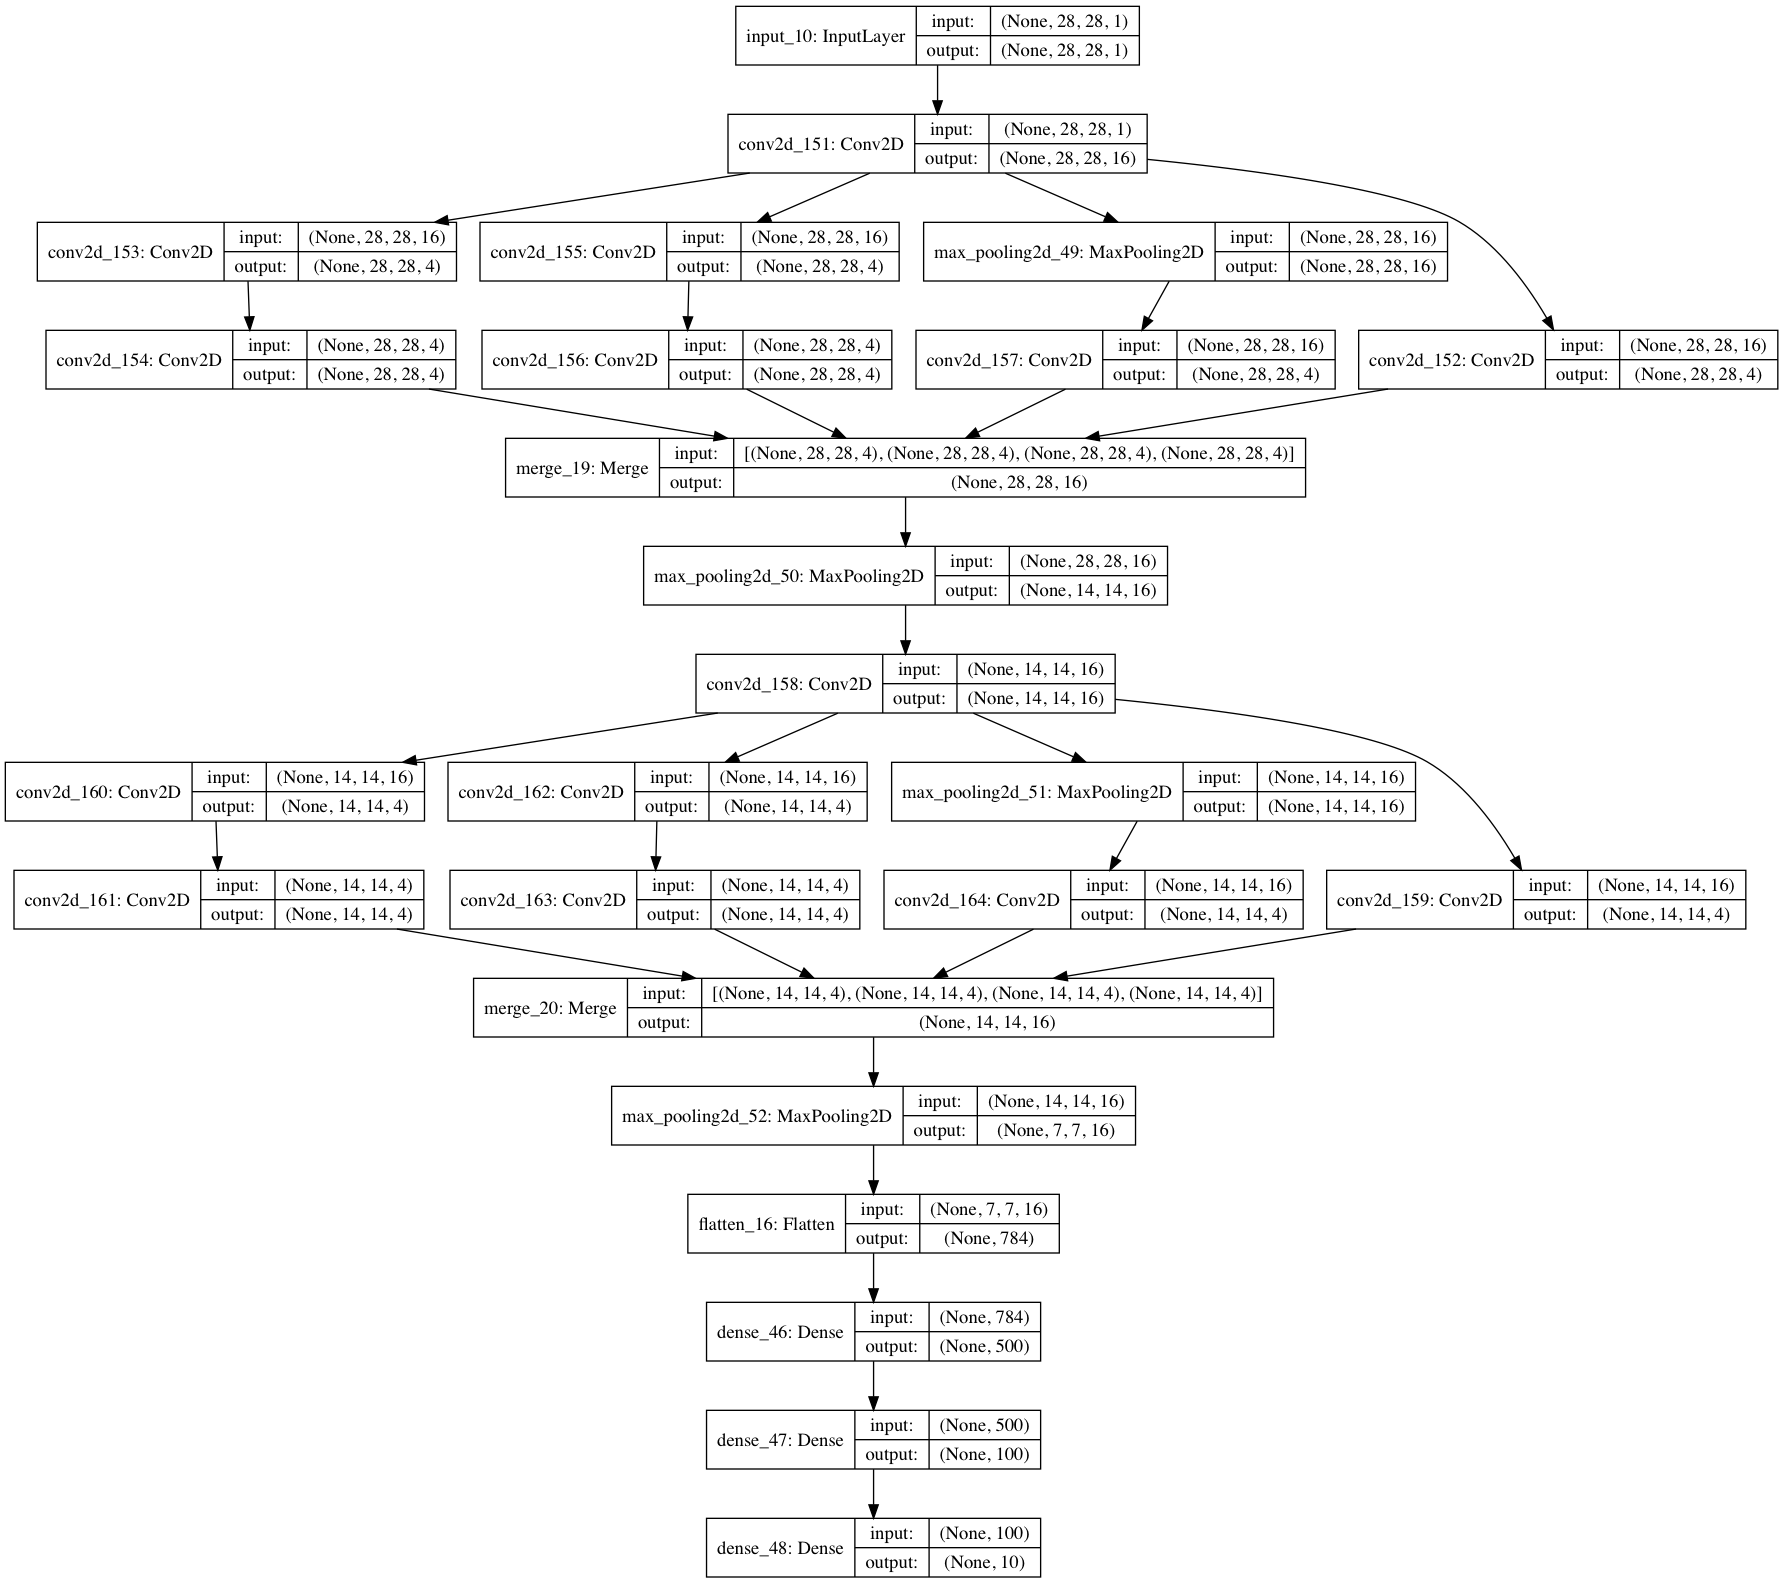 input_10: InputLayer
input:
(None, 28, 28, 1)
output:
(None, 28, 28, 1)
conv2d_151: Conv2D
input:
(None, 28, 28, 1)
output:
(None, 28, 28, 16)
conv2d_153: Conv2D
input:
(None, 28, 28, 16)
output:
(None, 28, 28, 4)
conv2d_155: Conv2D
input:
(None, 28, 28, 16)
output:
(None, 28, 28, 4)
max_pooling2d_49: MaxPooling2D
input:
(None, 28, 28, 16)
output:
(None, 28, 28, 16)
conv2d_154: Conv2D
input:
(None, 28, 28, 4)
output:
(None, 28, 28, 4)
conv2d_156: Conv2D
input:
(None, 28, 28, 4)
output:
(None, 28, 28, 4)
conv2d_157: Conv2D
input:
(None, 28, 28, 16)
output:
(None, 28, 28, 4)
conv2d_152: Conv2D
input:
(None, 28, 28, 16)
output:
(None, 28, 28, 4)
merge_19: Merge
input:
[(None, 28, 28, 4), (None, 28, 28, 4), (None, 28, 28, 4), (None, 28, 28, 4)]
output:
(None, 28, 28, 16)
max_pooling2d_50: MaxPooling2D
input:
(None, 28, 28, 16)
output:
(None, 14, 14, 16)
conv2d_158: Conv2D
input:
(None, 14, 14, 16)
output:
(None, 14, 14, 16)
conv2d_160: Conv2D
input:
(None, 14, 14, 16)
output:
(None, 14, 14, 4)
conv2d_162: Conv2D
input:
(None, 14, 14, 16)
output:
(None, 14, 14, 4)
max_pooling2d_51: MaxPooling2D
input:
(None, 14, 14, 16)
output:
(None, 14, 14, 16)
conv2d_161: Conv2D
input:
(None, 14, 14, 4)
output:
(None, 14, 14, 4)
conv2d_163: Conv2D
input:
(None, 14, 14, 4)
output:
(None, 14, 14, 4)
conv2d_164: Conv2D
input:
(None, 14, 14, 16)
output:
(None, 14, 14, 4)
conv2d_159: Conv2D
input:
(None, 14, 14, 16)
output:
(None, 14, 14, 4)
merge_20: Merge
input:
[(None, 14, 14, 4), (None, 14, 14, 4), (None, 14, 14, 4), (None, 14, 14, 4)]
output:
(None, 14, 14, 16)
max_pooling2d_52: MaxPooling2D
input:
(None, 14, 14, 16)
output:
(None, 7, 7, 16)
flatten_16: Flatten
input:
(None, 7, 7, 16)
output:
(None, 784)
dense_46: Dense
input:
(None, 784)
output:
(None, 500)
dense_47: Dense
input:
(None, 500)
output:
(None, 100)
dense_48: Dense
input:
(None, 100)
output:
(None, 10)